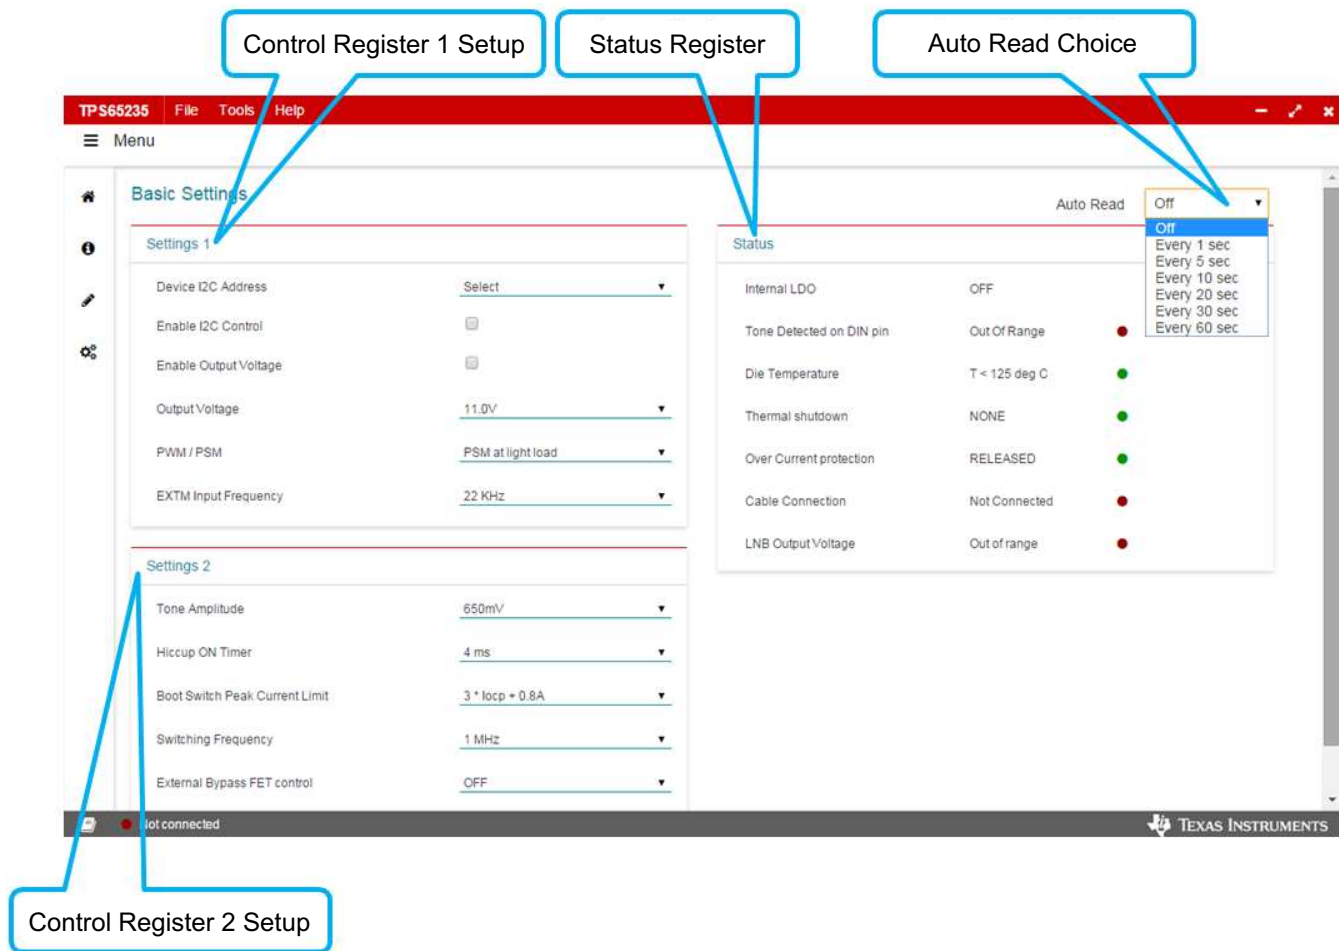 Control Register 1 Setup
Status Register
Auto Read Choice
TPS65235 File Tools Help
Menu
Basic Settings
Auto Read Off
Off
Every 1 sec
Every 5 sec
Every 10 sec
Every 20 sec
Every 30 sec
Every 60 sec
Settings 1
Device I2C Address Select
Enable I2C Control
Enable Output Voltage
Output Voltage 11.0V
PWM / PSM PSM at light load
EXTM Input Frequency 22 KHz
Status
Internal LDO OFF
Tone Detected on DIN pin Out Of Range
Die Temperature T < 125 deg C
Thermal shutdown NONE
Over Current protection RELEASED
Cable Connection Not Connected
LNB Output Voltage Out of range
Settings 2
Tone Amplitude 650mV
Hiccup ON Timer 4 ms
Boot Switch Peak Current Limit 3 * Iocp + 0.8A
Switching Frequency 1 MHz
External Bypass FET control OFF
Not connected
TEXAS INSTRUMENTS
Control Register 2 Setup